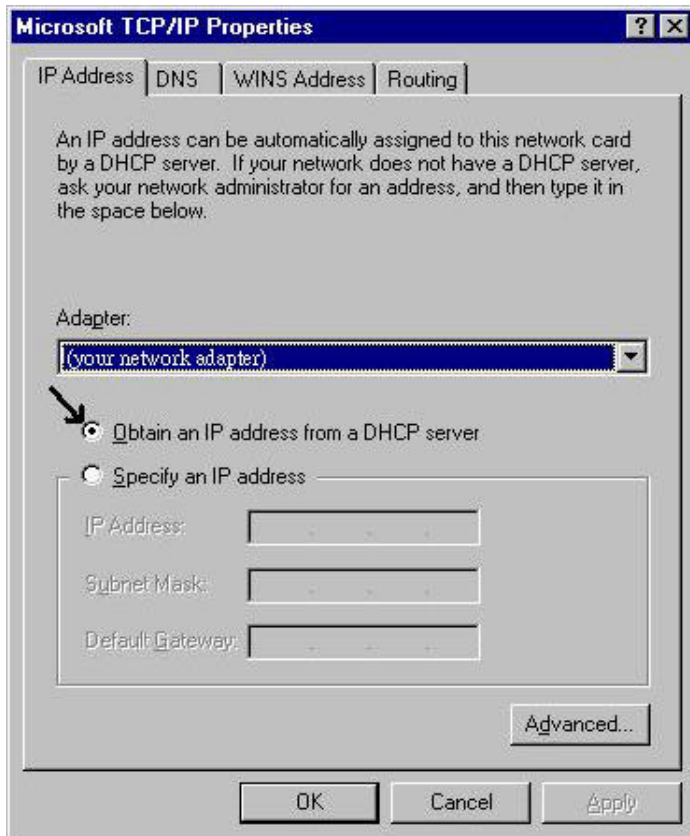 Microsoft TCP/IP Properties
IP Address DNS WINS Address Routing
An IP address can be automatically assigned to this network card
by a DHCP server. If your network does not have a DHCP server,
ask your network administrator for an address, and then type it in
the space below.
Adapter:
(your network adapter)
Obtain an IP address from a DHCP server
Specify an IP address
IP Address:
Subnet Mask:
Default Gateway:
Advanced...
OK Cancel Apply